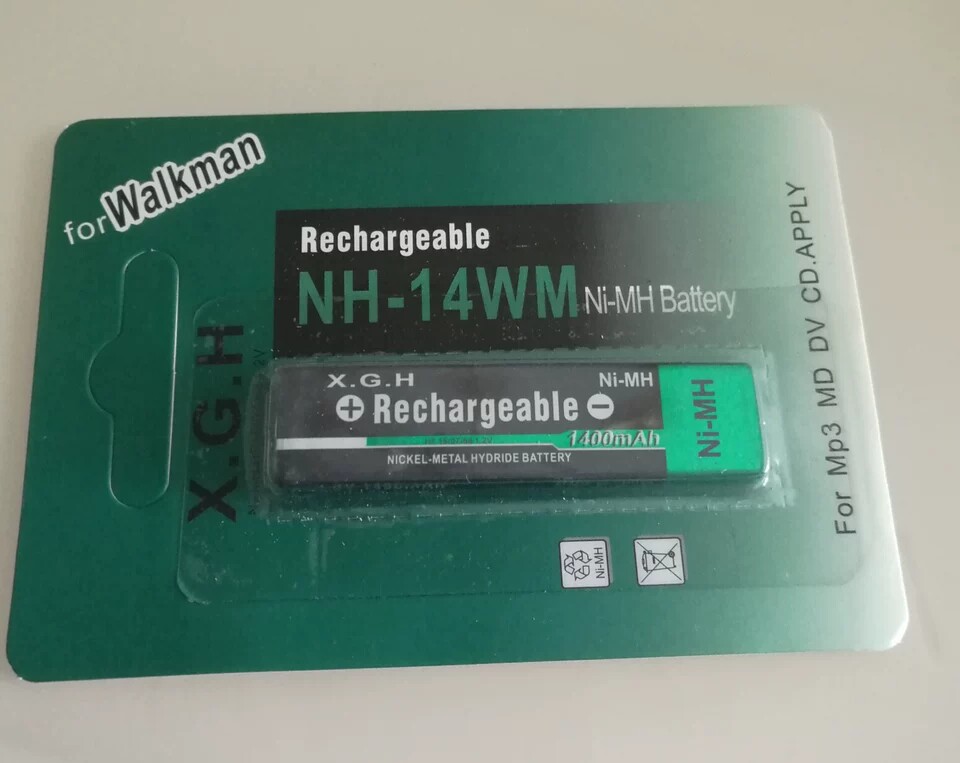 for Walkman
Rechargeable
NH-14WM Ni-MH Battery
X.G.H
For Mp3 MD DV CD.APPLY
X.G.H Ni-MH
+ Rechargeable -
1400mAh
NICKEL-METAL HYDRIDE BATTERY
Ni-MH
Ni-MH